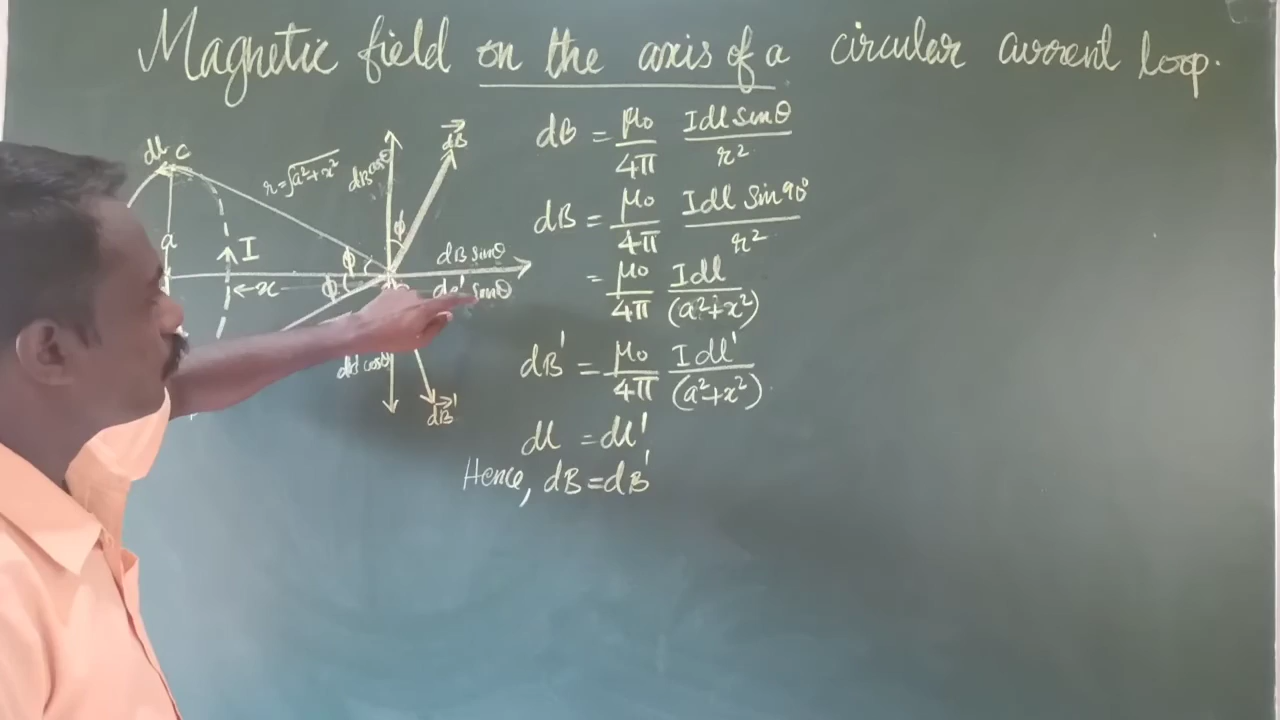 Magnetic field on the axis of a circular current loop.
dl C
r = √a²+x²
dB cosθ
dB⃗
a
I
ϕ
ϕ
ϕ
x
dB sinθ
dB' sinθ
dB' cosθ
dB⃗'
dB = μ₀/4π Idl sinθ/r²
dB = μ₀/4π Idl sin90°/r²
= μ₀/4π Idl/(a²+x²)
dB' = μ₀/4π Idl'/(a²+x²)
dl = dl'
Hence, dB = dB'